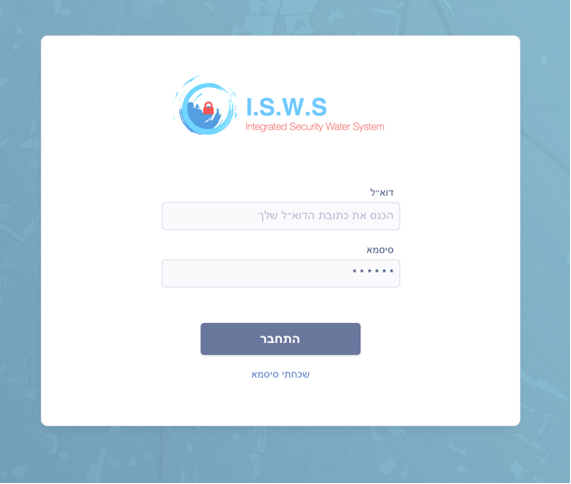 I.S.W.S
Integrated Security Water System
דוא״ל
הכנס את כתובת הדוא״ל שלך
סיסמא
******
התחבר
שכחתי סיסמא